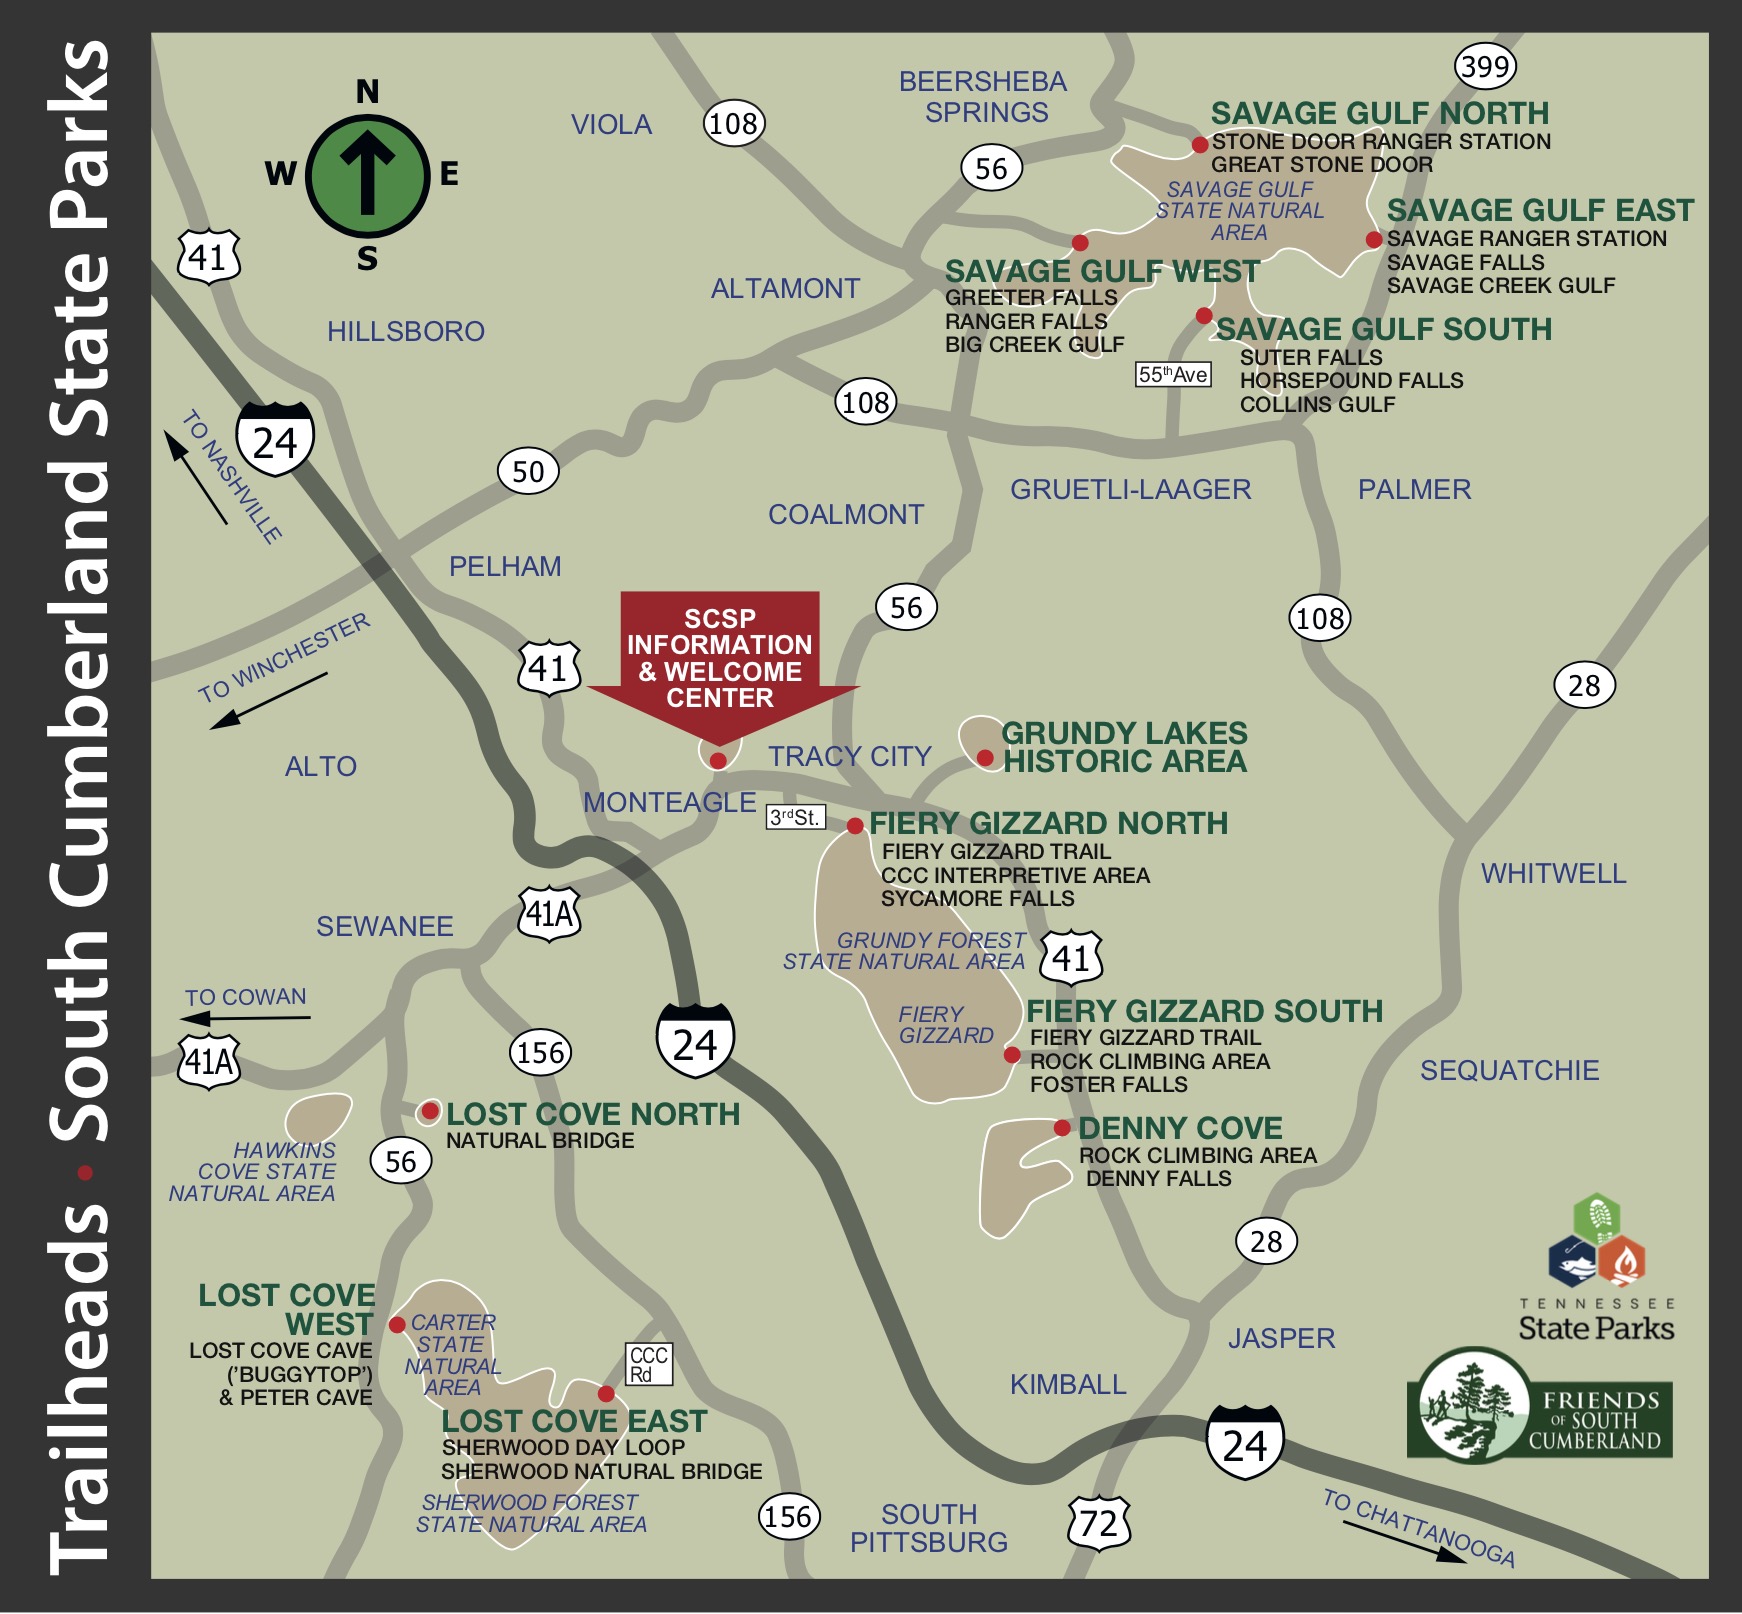 Trailheads • South Cumberland State Parks
N
W
E
S
VIOLA
108
BEERSHEBA
SPRINGS
56
399
SAVAGE GULF NORTH
STONE DOOR RANGER STATION
GREAT STONE DOOR
SAVAGE GULF
STATE NATURAL
AREA
SAVAGE GULF EAST
SAVAGE RANGER STATION
SAVAGE FALLS
SAVAGE CREEK GULF
41
ALTAMONT
SAVAGE GULF WEST
GREETER FALLS
RANGER FALLS
BIG CREEK GULF
HILLSBORO
SAVAGE GULF SOUTH
SUTER FALLS
HORSEPOUND FALLS
COLLINS GULF
55th Ave
108
24
TO NASHVILLE
50
COALMONT
GRUETLI-LAAGER
PALMER
PELHAM
SCSP
INFORMATION
& WELCOME
CENTER
56
108
TO WINCHESTER
41
28
ALTO
TRACY CITY
GRUNDY LAKES
HISTORIC AREA
MONTEAGLE
3rd St.
FIERY GIZZARD NORTH
FIERY GIZZARD TRAIL
CCC INTERPRETIVE AREA
SYCAMORE FALLS
WHITWELL
41A
SEWANEE
GRUNDY FOREST
STATE NATURAL AREA
41
TO COWAN
41A
156
24
FIERY
GIZZARD
FIERY GIZZARD SOUTH
FIERY GIZZARD TRAIL
ROCK CLIMBING AREA
FOSTER FALLS
SEQUATCHIE
LOST COVE NORTH
NATURAL BRIDGE
DENNY COVE
ROCK CLIMBING AREA
DENNY FALLS
HAWKINS
COVE STATE
NATURAL AREA
56
28
LOST COVE
WEST
LOST COVE CAVE
('BUGGYTOP')
& PETER CAVE
CARTER
STATE
NATURAL
AREA
CCC
Rd
LOST COVE EAST
SHERWOOD DAY LOOP
SHERWOOD NATURAL BRIDGE
SHERWOOD FOREST
STATE NATURAL AREA
156
JASPER
KIMBALL
24
SOUTH
PITTSBURG
72
TO CHATTANOOGA
TENNESSEE
State Parks
FRIENDS
OF SOUTH
CUMBERLAND